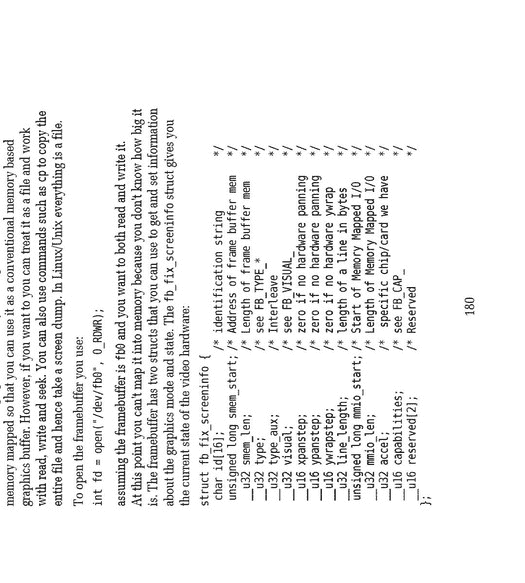 memory mapped so that you can use it as a conventional memory based
graphics buffer. However, if you want to you can treat it as a file and work
with read, write and seek. You can also use commands such as cp to copy the
entire file and hence take a screen dump. In Linux/Unix everything is a file.
To open the framebuffer you use:
int fd = open("/dev/fb0", O_RDWR);
assuming the framebuffer is fb0 and you want to both read and write it.
At this point you can't map it into memory because you don't know how big it
is. The framebuffer has two structs that you can use to get and set information
about the graphics mode and state. The fb_fix_screeninfo struct gives you
the current state of the video hardware:
struct fb_fix_screeninfo {
char id[16]; /* identification string */
unsigned long smem_start; /* Address of frame buffer mem */
__u32 smem_len; /* Length of frame buffer mem */
__u32 type; /* see FB_TYPE_* */
__u32 type_aux; /* Interleave */
__u32 visual; /* see FB_VISUAL_ */
__u16 xpanstep; /* zero if no hardware panning */
__u16 ypanstep; /* zero if no hardware panning */
__u16 ywrapstep; /* zero if no hardware ywrap */
__u32 line_length; /* length of a line in bytes */
unsigned long mmio_start; /* Start of Memory Mapped I/O */
__u32 mmio_len; /* Length of Memory Mapped I/O */
__u32 accel; /* specific chip/card we have */
__u16 capabilities; /* see FB_CAP_ */
__u16 reserved[2]; /* Reserved */
};
180